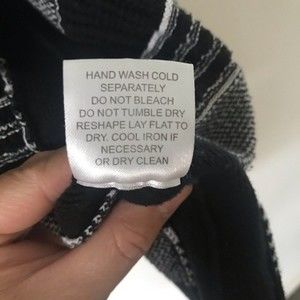 HAND WASH COLD
SEPARATELY
DO NOT BLEACH
DO NOT TUMBLE DRY
RESHAPE LAY FLAT TO
DRY. COOL IRON IF
NECESSARY
OR DRY CLEAN